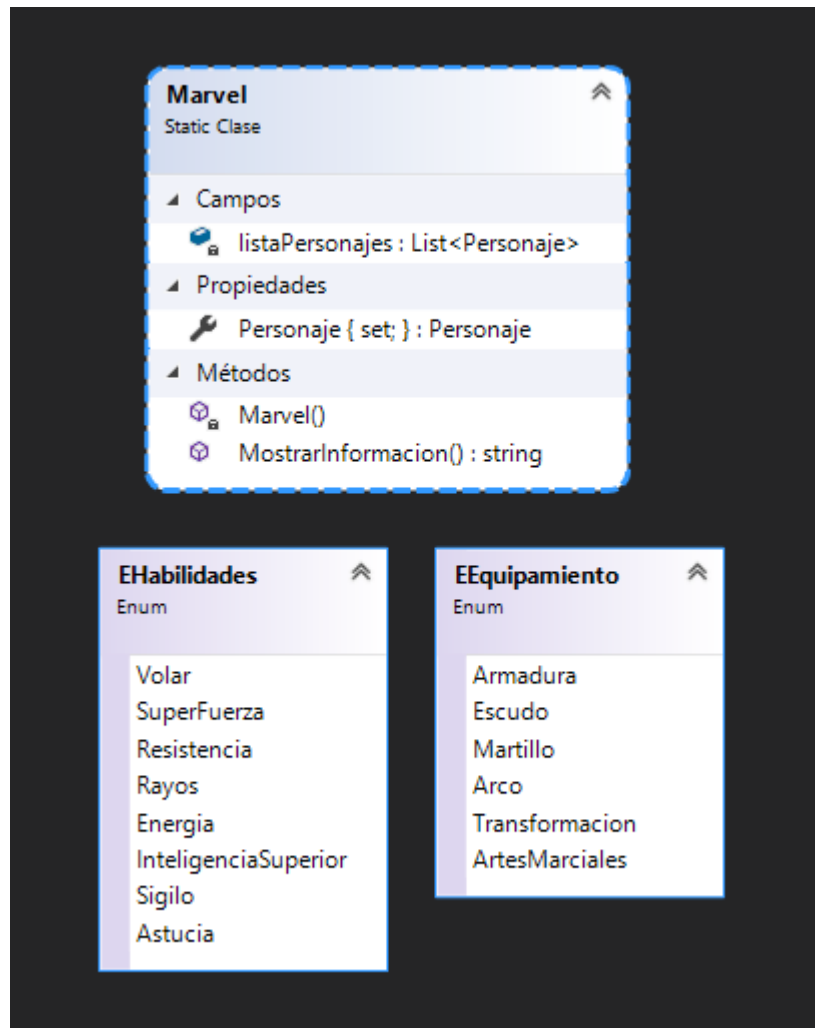 Marvel
Static Clase
Campos
listaPersonajes : List<Personaje>
Propiedades
Personaje { set; } : Personaje
Métodos
Marvel()
MostrarInformacion() : string
EHabilidades
Enum
Volar
SuperFuerza
Resistencia
Rayos
Energia
InteligenciaSuperior
Sigilo
Astucia
EEquipamiento
Enum
Armadura
Escudo
Martillo
Arco
Transformacion
ArtesMarciales